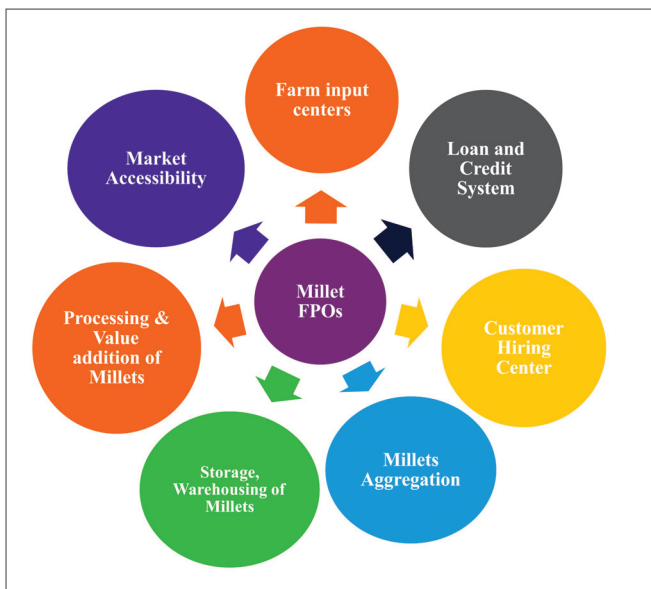 Farm input
centers
Loan and
Credit
System
Customer
Hiring
Center
Millets
Aggregation
Storage,
Warehousing of
Millets
Processing &
Value
addition of
Millets
Market
Accessibility
Millet
FPOs